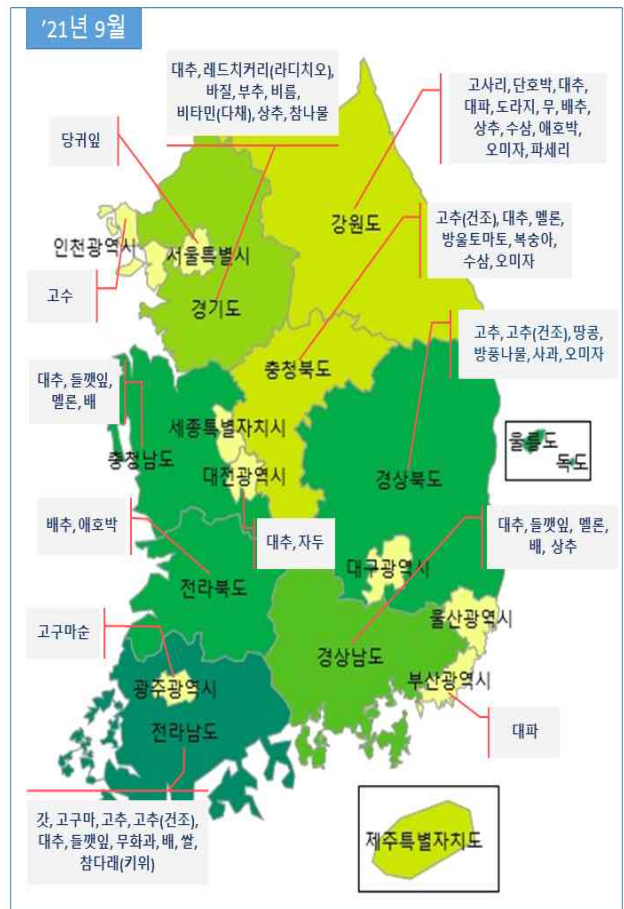 '21년 9월
대추, 레드치커리(라디치오),
바질, 부추, 비름,
비타민(다채), 상추, 참나물
고사리, 단호박, 대추,
대파, 도라지, 무, 배추,
상추, 수삼, 애호박,
오미자, 파세리
당귀잎
인천광역시
서울특별시
강원도
고추(건조), 대추, 멜론,
방울토마토, 복숭아,
수삼, 오미자
고수
경기도
고추, 고추(건조), 땅콩,
방풍나물, 사과, 오미자
충청북도
대추, 들깻잎,
멜론, 배
세종특별자치시
충청남도
대전광역시
경상북도
울릉도
독도
배추, 애호박
대추, 자두
대추, 들깻잎, 멜론,
배, 상추
전라북도
대구광역시
울산광역시
고구마순
경상남도
부산광역시
광주광역시
전라남도
대파
갓, 고구마, 고추, 고추(건조),
대추, 들깻잎, 무화과, 배, 쌀,
참다래(키위)
제주특별자치도